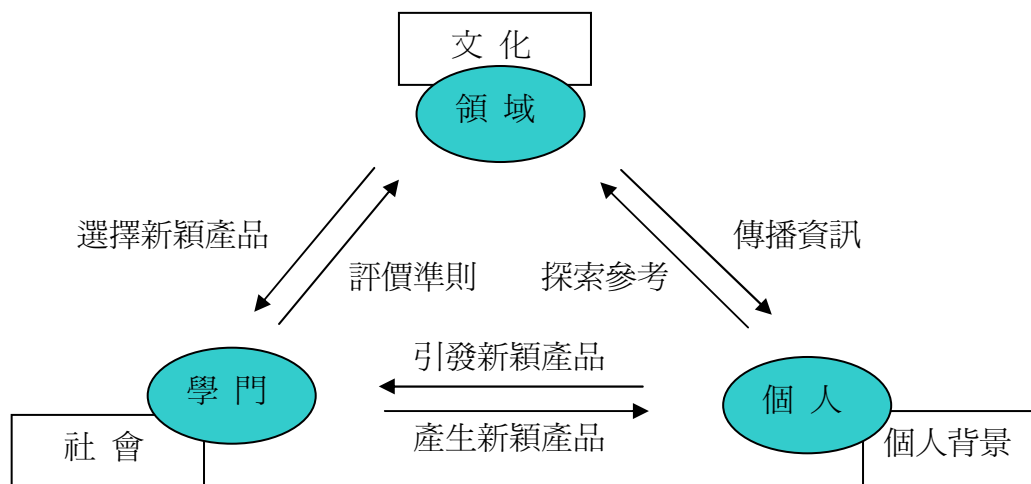 文化
領域
選擇新穎產品
傳播資訊
評價準則
探索參考
引發新穎產品
學門
個人
產生新穎產品
社會
個人背景